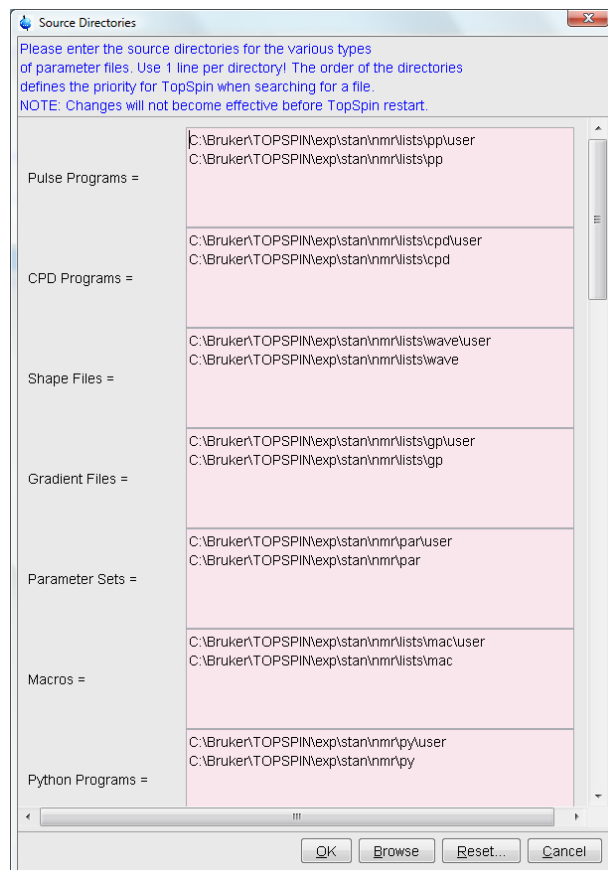 Source Directories
Please enter the source directories for the various types
of parameter files. Use 1 line per directory! The order of the directories
defines the priority for TopSpin when searching for a file.
NOTE: Changes will not become effective before TopSpin restart.
Pulse Programs =
C:\Bruker\TOPSPIN\exp\stan\nmr\lists\pp\user
C:\Bruker\TOPSPIN\exp\stan\nmr\lists\pp
CPD Programs =
C:\Bruker\TOPSPIN\exp\stan\nmr\lists\cpd\user
C:\Bruker\TOPSPIN\exp\stan\nmr\lists\cpd
Shape Files =
C:\Bruker\TOPSPIN\exp\stan\nmr\lists\wave\user
C:\Bruker\TOPSPIN\exp\stan\nmr\lists\wave
Gradient Files =
C:\Bruker\TOPSPIN\exp\stan\nmr\lists\gp\user
C:\Bruker\TOPSPIN\exp\stan\nmr\lists\gp
Parameter Sets =
C:\Bruker\TOPSPIN\exp\stan\nmr\par\user
C:\Bruker\TOPSPIN\exp\stan\nmr\par
Macros =
C:\Bruker\TOPSPIN\exp\stan\nmr\lists\mac\user
C:\Bruker\TOPSPIN\exp\stan\nmr\lists\mac
Python Programs =
C:\Bruker\TOPSPIN\exp\stan\nmr\py\user
C:\Bruker\TOPSPIN\exp\stan\nmr\py
OK Browse Reset... Cancel